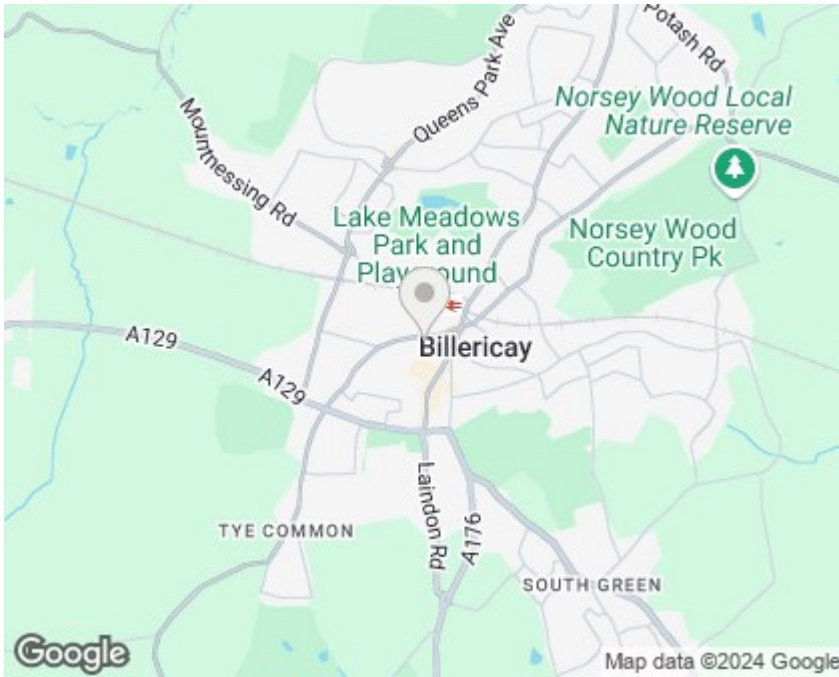 Potash Rd
Queens Park Ave
Norsey Wood Local
Nature Reserve
Mountnessing Rd
Lake Meadows
Park and
Playground
Norsey Wood
Country Pk
A129
Billericay
A129
Laindon Rd
A176
TYE COMMON
SOUTH GREEN
Google
Map data ©2024 Google